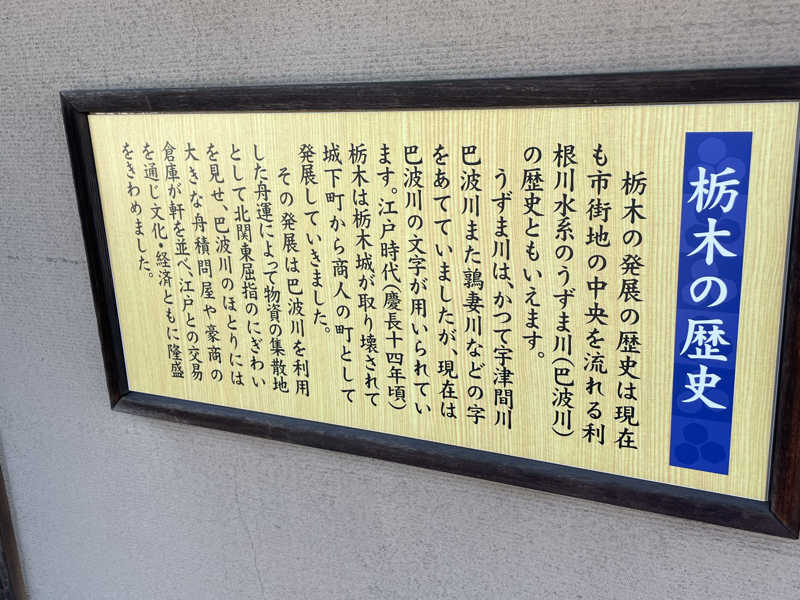 栃木の歴史
栃木の発展の歴史は現在
も市街地の中央を流れる利
根川水系のうずま川(巴波川)
の歴史ともいえます。
うずま川は、かつて宇津間川
巴波川また鶉妻川などの字
をあてていましたが、現在は
巴波川の文字が用いられてい
ます。江戸時代(慶長十四年頃)
栃木は栃木城が取り壊されて
城下町から商人の町として
発展していきました。
その発展は巴波川を利用
した舟運によって物資の集散地
として北関東屈指のにぎわい
を見せ、巴波川のほとりには
大きな舟積問屋や豪商の
倉庫が軒を並べ、江戸との交易
を通じ文化・経済ともに隆盛
をきわめました。